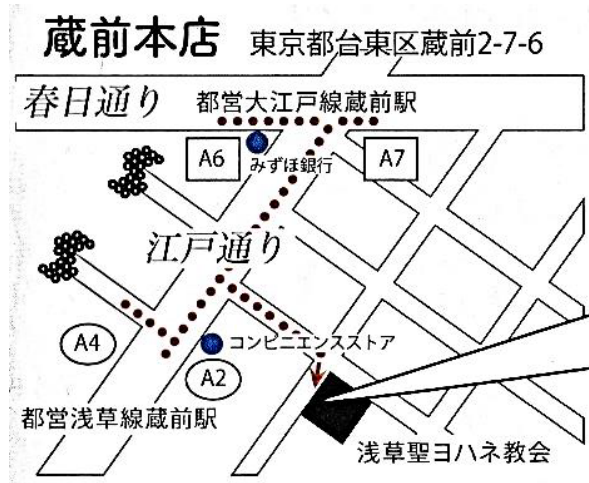 蔵前本店 東京都台東区蔵前2-7-6
春日通り 都営大江戸線蔵前駅
A6
みずほ銀行
A7
江戸通り
A4
コンビニエンスストア
A2
都営浅草線蔵前駅
浅草聖ヨハネ教会